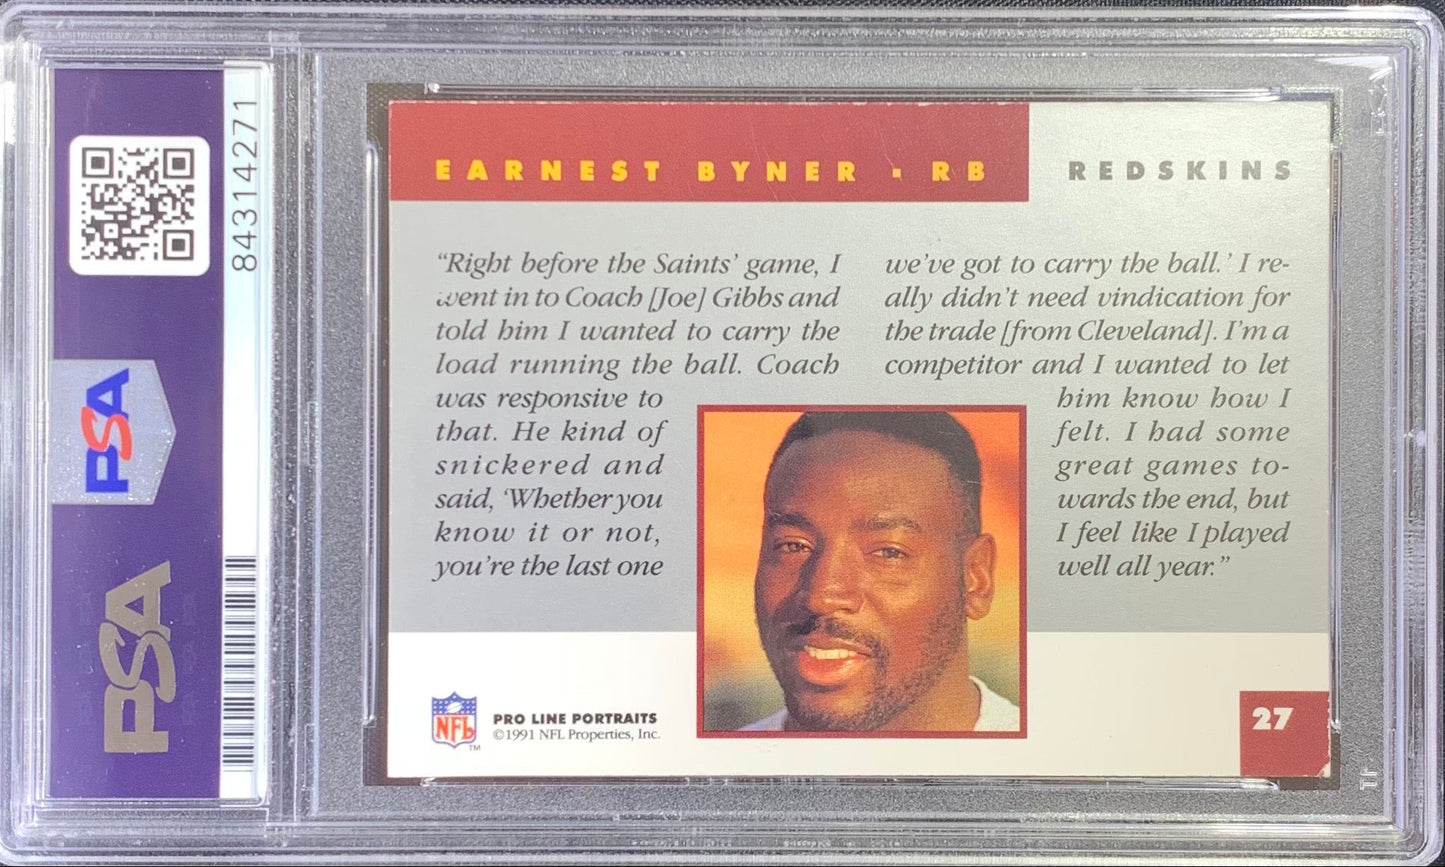 84314271
PSA
PSA
EARNEST BYNER · RB
REDSKINS
“Right before the Saints’ game, I
went in to Coach [Joe] Gibbs and
told him I wanted to carry the
load running the ball. Coach
was responsive to
that. He kind of
snickered and
said, ‘Whether you
know it or not,
you’re the last one
we’ve got to carry the ball.’ I re-
ally didn’t need vindication for
the trade [from Cleveland]. I’m a
competitor and I wanted to let
him know how I
felt. I had some
great games to-
wards the end, but
I feel like I played
well all year.”
NFL
TM
PRO LINE PORTRAITS
©1991 NFL Properties, Inc.
27